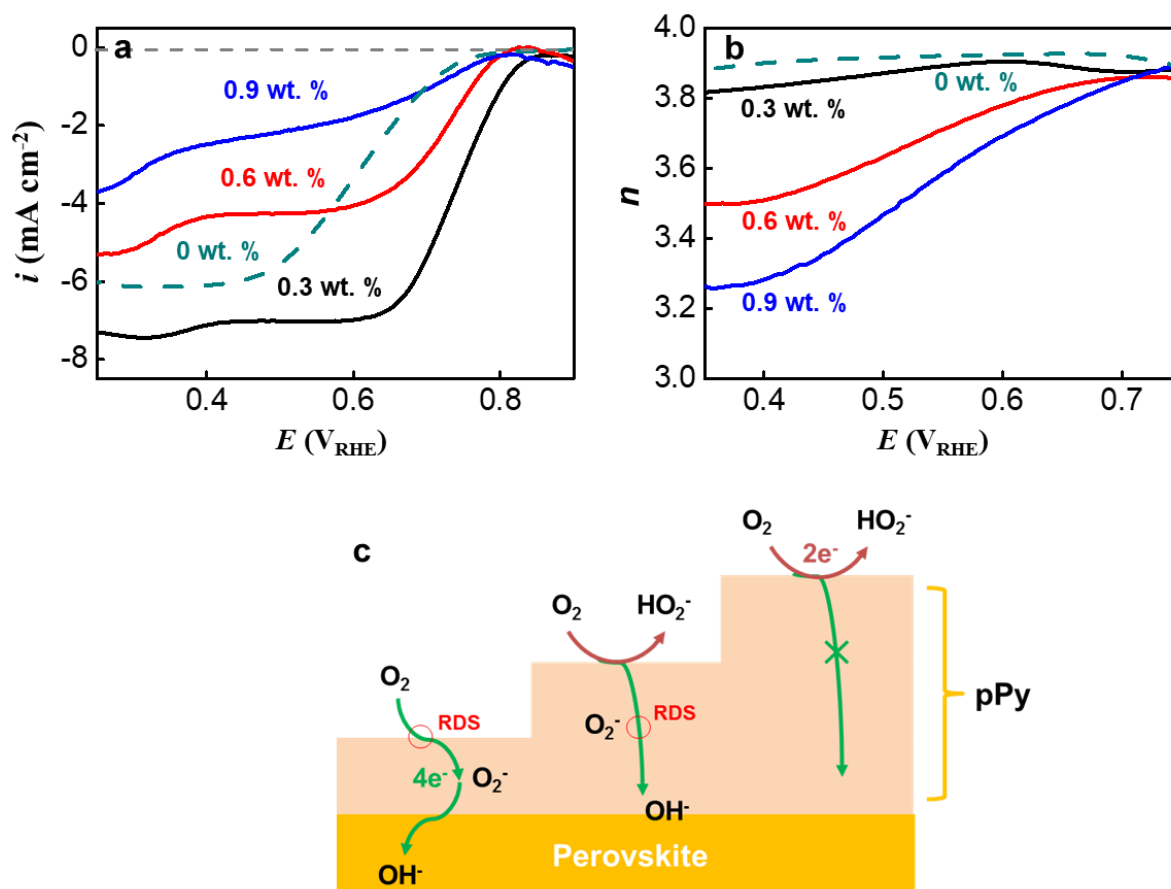 a
0
-2
-4
-6
-8
i (mA cm⁻²)
0.9 wt. %
0.6 wt. %
0 wt. %
0.3 wt. %
0.4
0.6
0.8
E (V_RHE)
b
4.0
3.8
3.6
3.4
3.2
3.0
n
0 wt. %
0.3 wt. %
0.6 wt. %
0.9 wt. %
0.4
0.5
0.6
0.7
E (V_RHE)
c
O₂ HO₂⁻
2e⁻
O₂ HO₂⁻
O₂
RDS
4e⁻ O₂⁻
OH⁻
O₂⁻ RDS
OH⁻
pPy
Perovskite